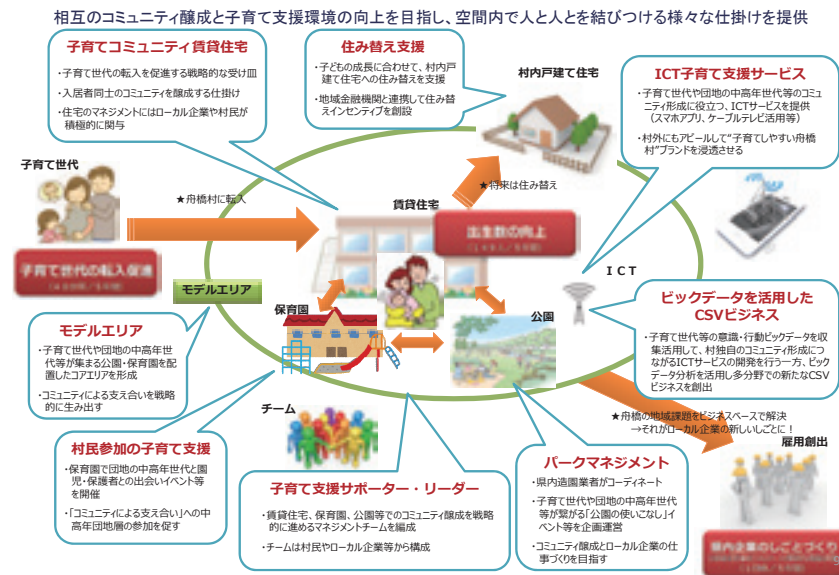 相互のコミュニティ醸成と子育て支援環境の向上を目指し、空間内で人と人とを結びつける様々な仕掛けを提供
子育てコミュニティ賃貸住宅
・子育て世代の転入を促進する戦略的な受け皿
・入居者同士のコミュニティを醸成する仕掛け
・住宅のマネジメントにはローカル企業や村民が
積極的に関与
住み替え支援
・子どもの成長に合わせて、村内戸
建て住宅への住み替えを支援
・地域金融機関と連携して住み替
えインセンティブを創設
村内戸建て住宅
ICT子育て支援サービス
・子育て世代や団地の中高年世代等のコミュ
ニティ形成に役立つ、ICTサービスを提供
（スマホアプリ、ケーブルテレビ活用等）
・村外にもアピールして“子育てしやすい舟橋
村”ブランドを浸透させる
子育て世代
★舟橋村に転入
子育て世代の転入促進
賃貸住宅
★将来は住み替え
出生数の向上
モデルエリア
保育園
公園
ＩＣＴ
モデルエリア
・子育て世代や団地の中高年世
代等が集まる公園・保育園を配
置したコアエリアを形成
・コミュニティによる支え合いを戦略
的に生み出す
ビックデータを活用した
CSVビジネス
・子育て世代等の意識・行動ビックデータを収
集活用して、村独自のコミュニティ形成につ
ながるICTサービスの開発を行う一方、ビック
データ分析を活用し多分野での新たなCSV
ビジネスを創出
チーム
村民参加の子育て支援
・保育園で団地の中高年世代と園
児・保護者との出会いイベント等
を開催
・「コミュニティによる支え合い」への中
高年団地層の参加を促す
子育て支援サポーター・リーダー
・賃貸住宅、保育園、公園等でのコミュニティ醸成を戦略
的に進めるマネジメントチームを編成
・チームは村民やローカル企業等から構成
パークマネジメント
・県内造園業者がコーディネート
・子育て世代や団地の中高年世代
等が繋がる「公園の使いこなし」イ
ベント等を企画運営
・コミュニティ醸成とローカル企業の仕
事づくりを目指す
★舟橋の地域課題をビジネスベースで解決
→それがローカル企業の新しいしごとに！
雇用創出
県内企業のしごとづくり